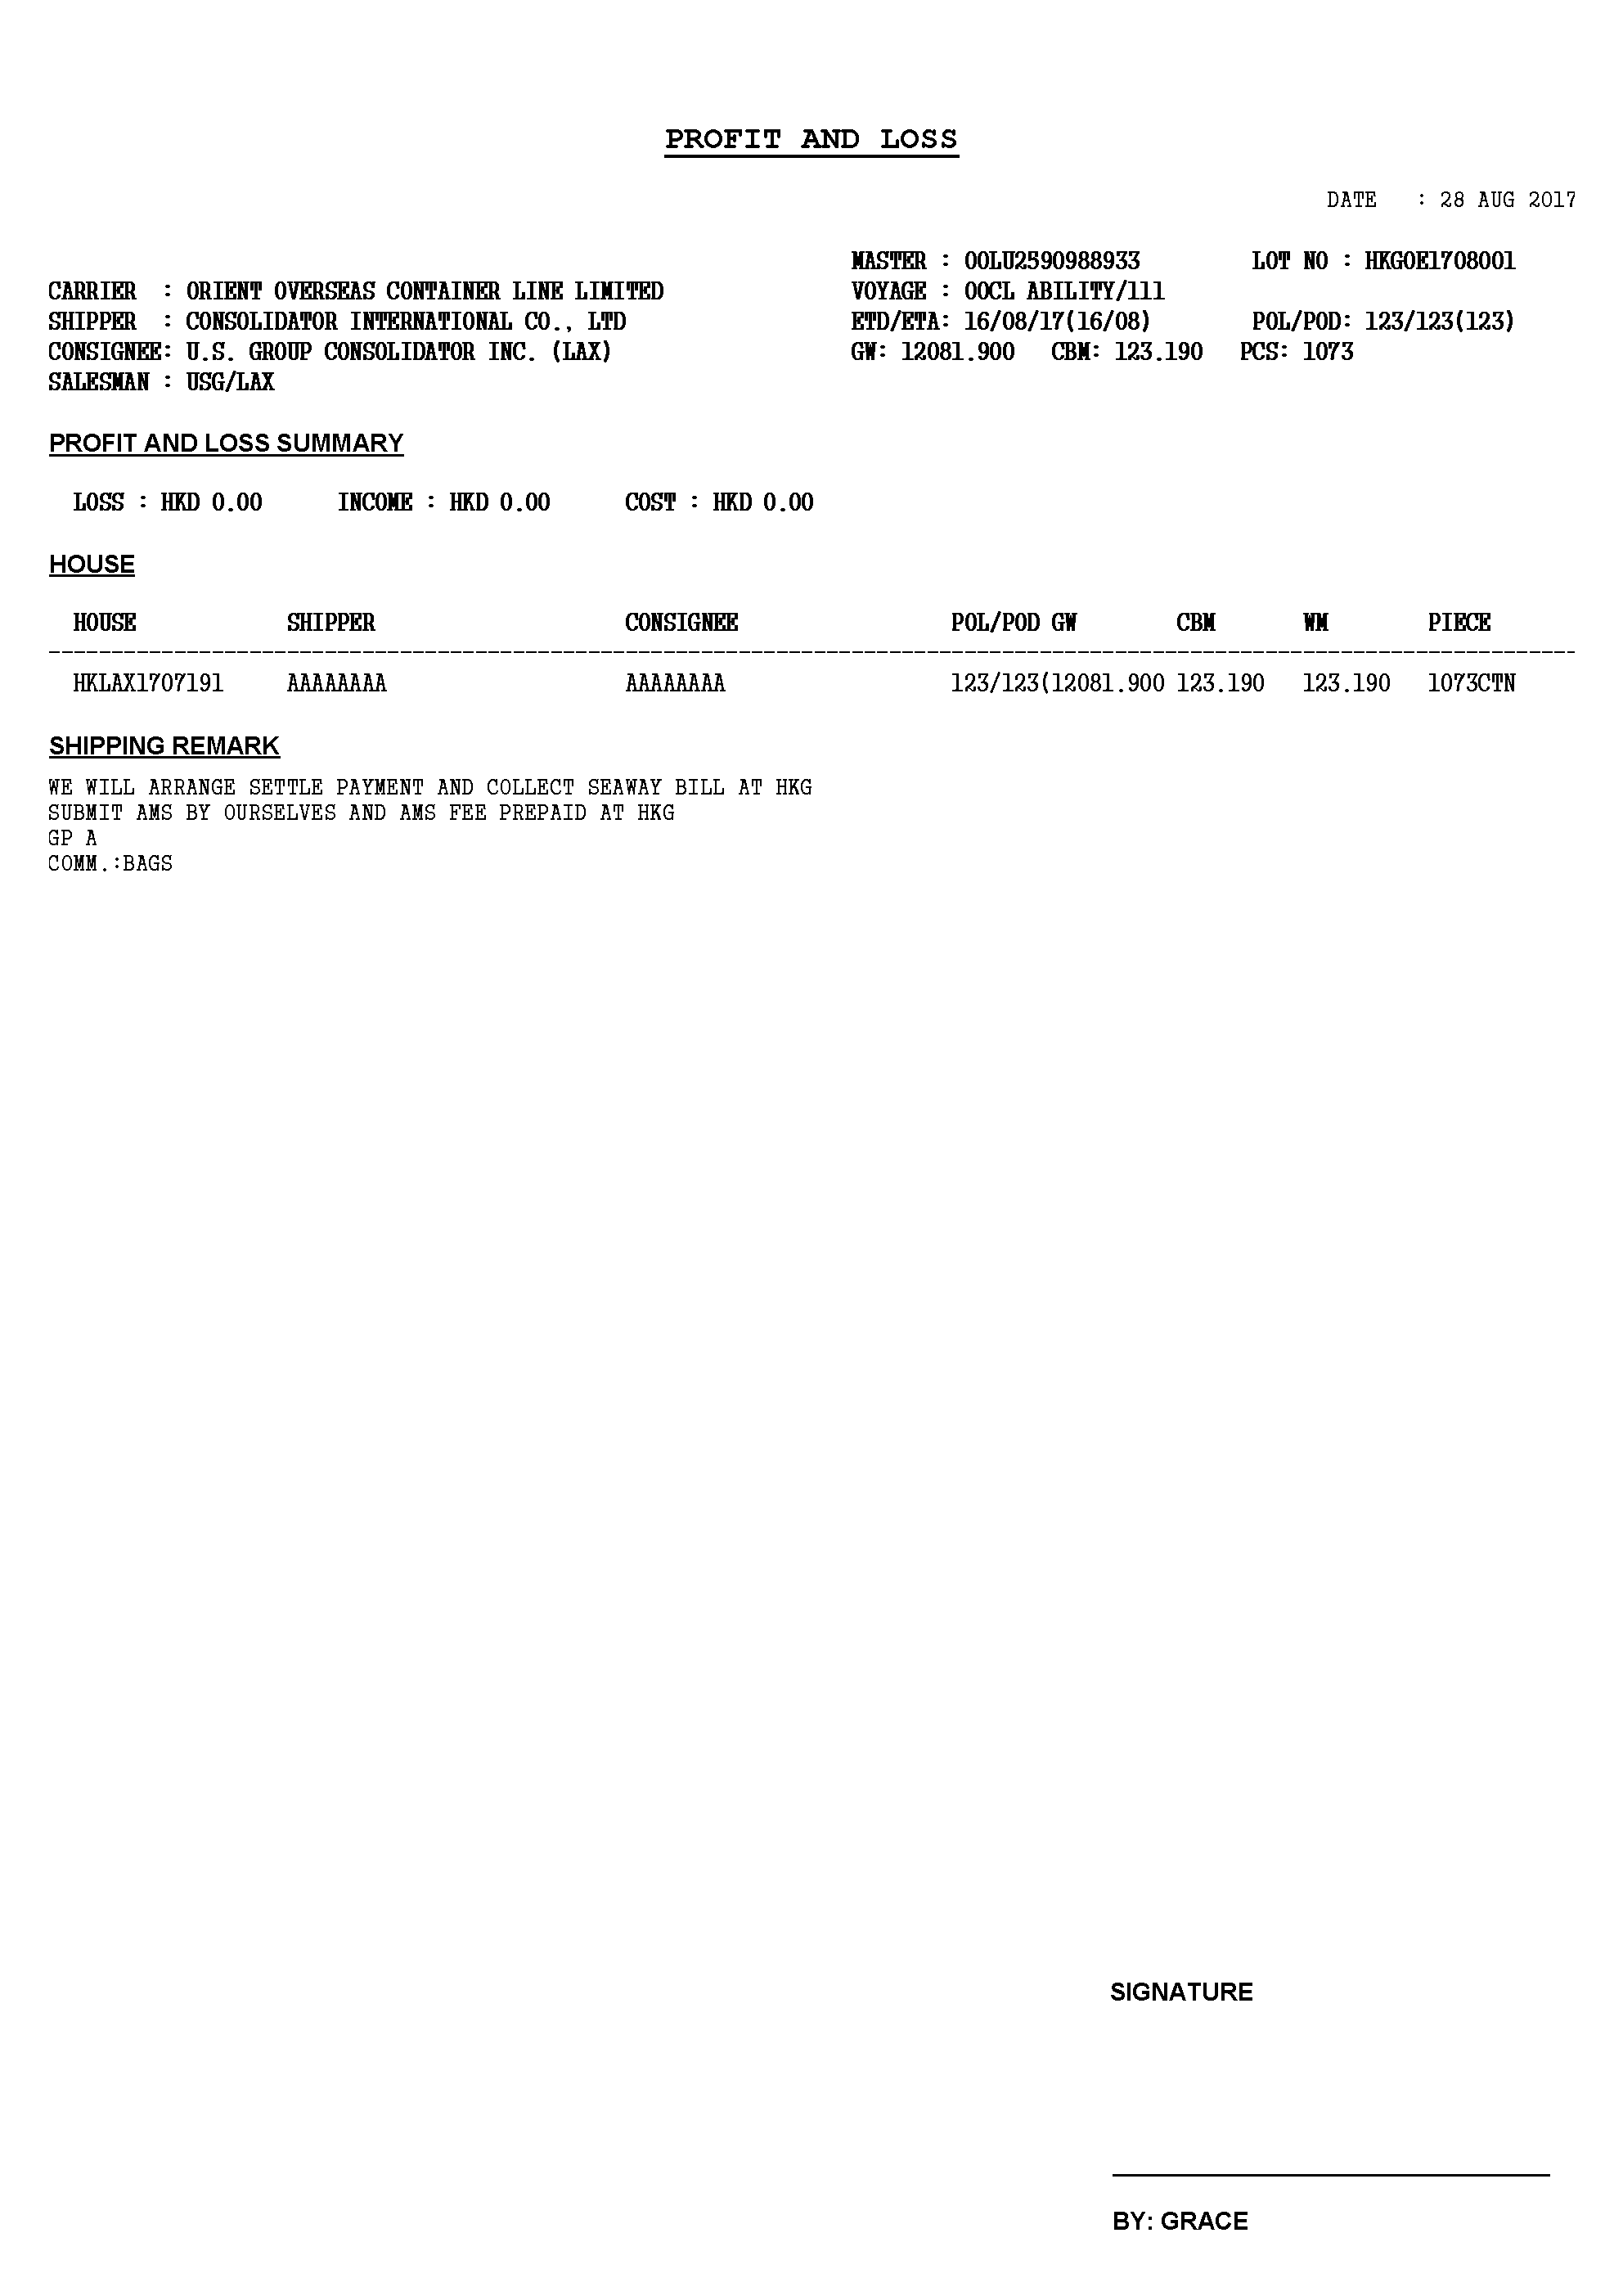 PROFIT AND LOSS
DATE : 28 AUG 2017
MASTER : OOLU2590988933 LOT NO : HKGOE1708001
CARRIER : ORIENT OVERSEAS CONTAINER LINE LIMITED VOYAGE : OOCL ABILITY/111
SHIPPER : CONSOLIDATOR INTERNATIONAL CO., LTD ETD/ETA: 16/08/17(16/08) POL/POD: 123/123(123)
CONSIGNEE: U.S. GROUP CONSOLIDATOR INC. (LAX) GW: 12081.900 CBM: 123.190 PCS: 1073
SALESMAN : USG/LAX
PROFIT AND LOSS SUMMARY
LOSS : HKD 0.00 INCOME : HKD 0.00 COST : HKD 0.00
HOUSE
HOUSE SHIPPER CONSIGNEE POL/POD GW CBM WM PIECE
HKLAX1707191 AAAAAAAA AAAAAAAA 123/123(12081.900 123.190 123.190 1073CTN
SHIPPING REMARK
WE WILL ARRANGE SETTLE PAYMENT AND COLLECT SEAWAY BILL AT HKG
SUBMIT AMS BY OURSELVES AND AMS FEE PREPAID AT HKG
GP A
COMM.:BAGS
SIGNATURE
BY: GRACE